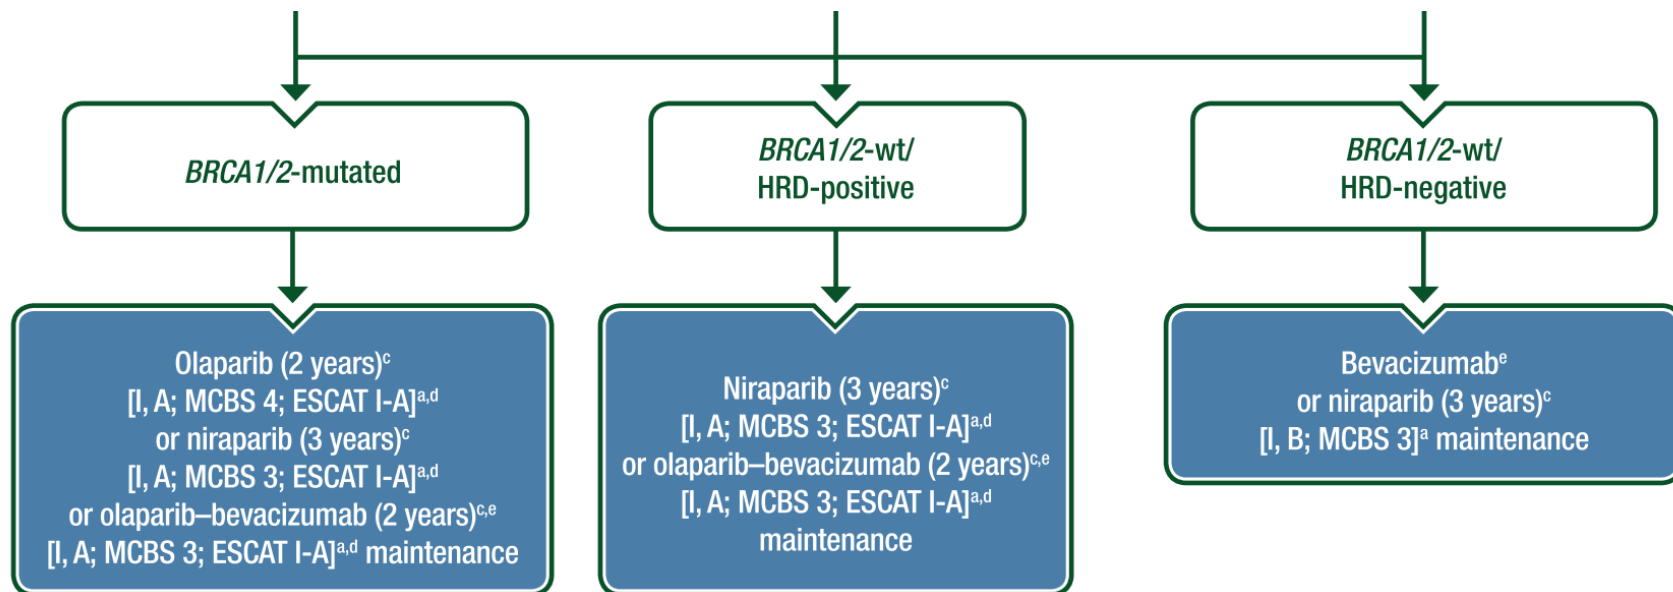 BRCA1/2-mutated
BRCA1/2-wt/
HRD-positive
BRCA1/2-wt/
HRD-negative
Olaparib (2 years)ᶜ
[I, A; MCBS 4; ESCAT I-A]ᵃ,ᵈ
or niraparib (3 years)ᶜ
[I, A; MCBS 3; ESCAT I-A]ᵃ,ᵈ
or olaparib–bevacizumab (2 years)ᶜ,ᵉ
[I, A; MCBS 3; ESCAT I-A]ᵃ,ᵈ maintenance
Niraparib (3 years)ᶜ
[I, A; MCBS 3; ESCAT I-A]ᵃ,ᵈ
or olaparib–bevacizumab (2 years)ᶜ,ᵉ
[I, A; MCBS 3; ESCAT I-A]ᵃ,ᵈ
maintenance
Bevacizumabᵉ
or niraparib (3 years)ᶜ
[I, B; MCBS 3]ᵃ maintenance